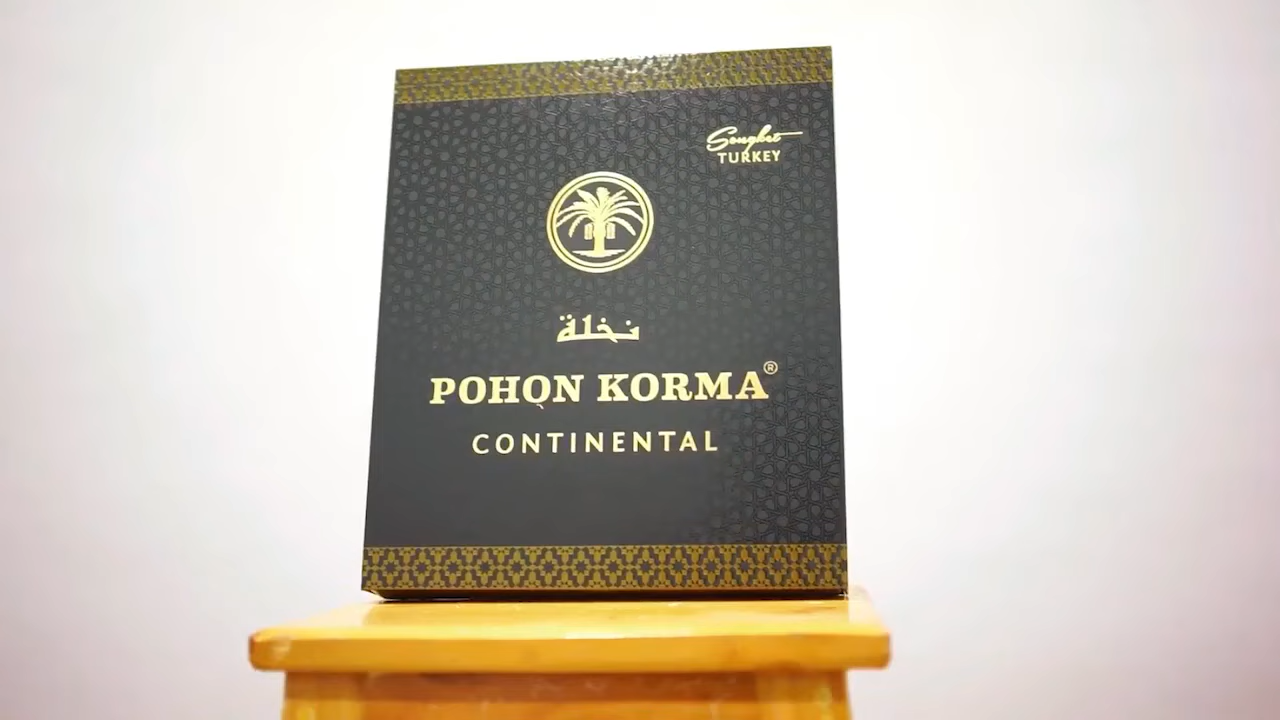 Songket
TURKEY
نخلة
POHON KORMA®
CONTINENTAL